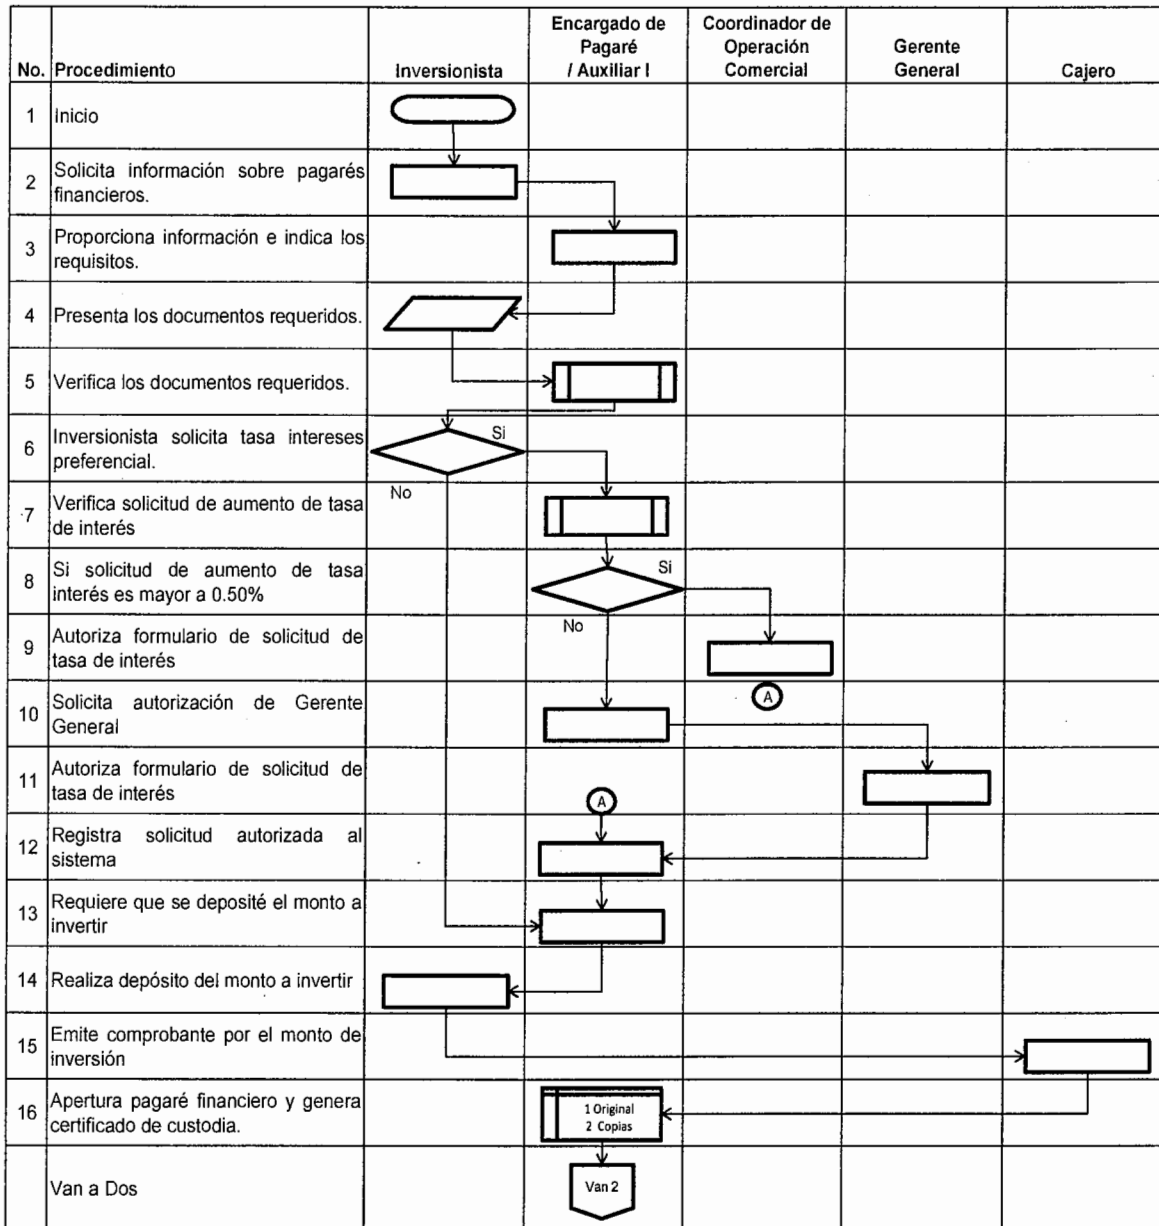 No. Procedimiento
Inversionista
Encargado de
Pagaré
/ Auxiliar I
Coordinador de
Operación
Comercial
Gerente
General
Cajero
1 Inicio
2 Solicita información sobre pagarés
financieros.
3 Proporciona información e indica los
requisitos.
4 Presenta los documentos requeridos.
5 Verifica los documentos requeridos.
6 Inversionista solicita tasa intereses
preferencial.
Si
No
7 Verifica solicitud de aumento de tasa
de interés
8 Si solicitud de aumento de tasa
interés es mayor a 0.50%
Si
No
9 Autoriza formulario de solicitud de
tasa de interés
A
10 Solicita autorización de Gerente
General
11 Autoriza formulario de solicitud de
tasa de interés
A
12 Registra solicitud autorizada al
sistema
13 Requiere que se deposité el monto a
invertir
14 Realiza depósito del monto a invertir
15 Emite comprobante por el monto de
inversión
16 Apertura pagaré financiero y genera
certificado de custodia.
1 Original
2 Copias
Van a Dos
Van 2